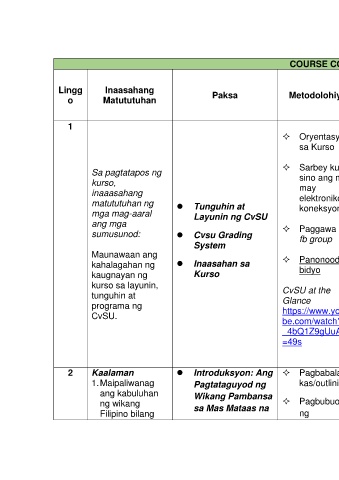 COURSE CO
Lingg
o
Inaasahang
Matututuhan
Paksa
Metodolohiy
1
Sa pagtatapos ng
kurso,
inaaasahang
matututuhan ng
mga mag-aaral
ang mga
sumusunod:
Maunawaan ang
kahalagahan ng
kaugnayan ng
kurso sa layunin,
tunguhin at
programa ng
CvSU.
● Tunguhin at
Layunin ng CvSU
● Cvsu Grading
System
● Inaasahan sa
Kurso
✧ Oryentasy
sa Kurso
✧ Sarbey ku
sino ang m
may
elektroniko
koneksyon
✧ Paggawa
fb group
✧ Panonood
bidyo
CvSU at the
Glance
https://www.yo
be.com/watch?
_4bQ1Z9gUuA
=49s
2
Kaalaman
1. Maipaliwanag
ang kabuluhan
ng wikang
Filipino bilang
● Introduksyon: Ang
Pagtataguyod ng
Wikang Pambansa
sa Mas Mataas na
✧ Pagbabala
kas/outlini
✧ Pagbubuo
ng